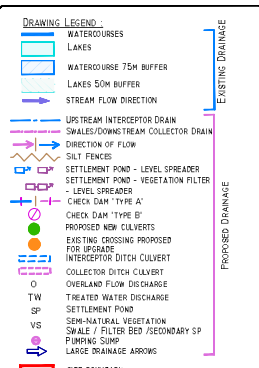 DRAWING LEGEND :
WATERCOURSES
LAKES
WATERCOURSE 75M BUFFER
LAKES 50M BUFFER
STREAM FLOW DIRECTION
EXISTING DRAINAGE
UPSTREAM INTERCEPTOR DRAIN
SWALES/DOWNSTREAM COLLECTOR DRAIN
DIRECTION OF FLOW
SILT FENCES
SETTLEMENT POND - LEVEL SPREADER
SETTLEMENT POND - VEGETATION FILTER
- LEVEL SPREADER
CHECK DAM 'TYPE A'
CHECK DAM 'TYPE B'
PROPOSED NEW CULVERTS
EXISTING CROSSING PROPOSED
FOR UPGRADE
INTERCEPTOR DITCH CULVERT
COLLECTOR DITCH CULVERT
O OVERLAND FLOW DISCHARGE
TW TREATED WATER DISCHARGE
SP SETTLEMENT POND
VS SEMI-NATURAL VEGETATION
SWALE / FILTER BED /SECONDARY SP
PUMPING SUMP
LARGE DRAINAGE ARROWS
PROPOSED DRAINAGE